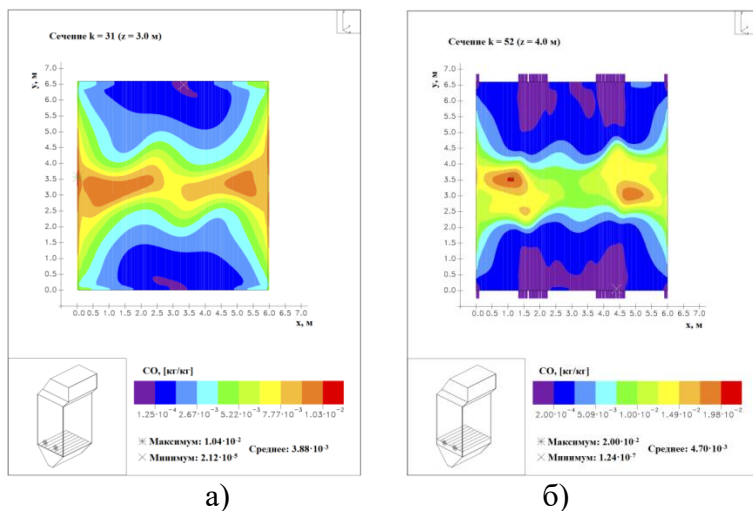 Сечение k = 31 (z = 3.0 м)
y, м
7.0
6.5
6.0
5.5
5.0
4.5
4.0
3.5
3.0
2.5
2.0
1.5
1.0
0.5
0.0
0.0 0.5 1.0 1.5 2.0 2.5 3.0 3.5 4.0 4.5 5.0 5.5 6.0 6.5 7.0
x, м
CO, [кг/кг]
1.25·10⁻⁴ 2.67·10⁻³ 5.22·10⁻³ 7.77·10⁻³ 1.03·10⁻²
Максимум: 1.04·10⁻²
Минимум: 2.12·10⁻⁵
Среднее: 3.88·10⁻³
а)
Сечение k = 52 (z = 4.0 м)
y, м
7.0
6.5
6.0
5.5
5.0
4.5
4.0
3.5
3.0
2.5
2.0
1.5
1.0
0.5
0.0
0.0 0.5 1.0 1.5 2.0 2.5 3.0 3.5 4.0 4.5 5.0 5.5 6.0 6.5 7.0
x, м
CO, [кг/кг]
2.00·10⁻⁴ 5.09·10⁻³ 1.00·10⁻² 1.49·10⁻² 1.98·10⁻²
Максимум: 2.00·10⁻²
Минимум: 1.24·10⁻⁷
Среднее: 4.70·10⁻³
б)